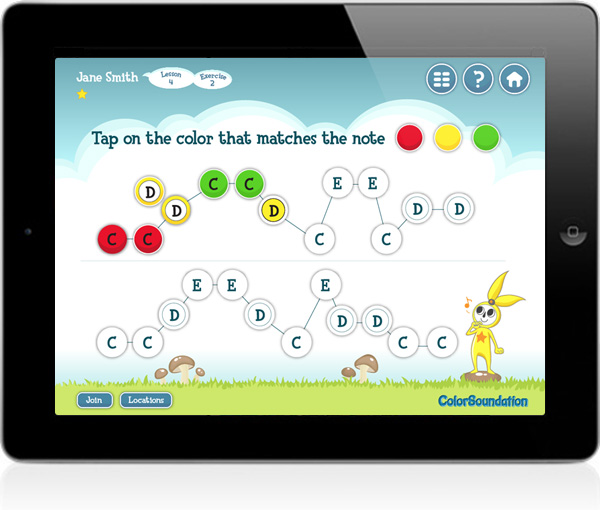 Jane Smith
Lesson
4
Exercise
2
?
Tap on the color that matches the note
C C D D C C D C E E C D D
C C D E E D C E D D C C
Join
Locations
ColorSoundation